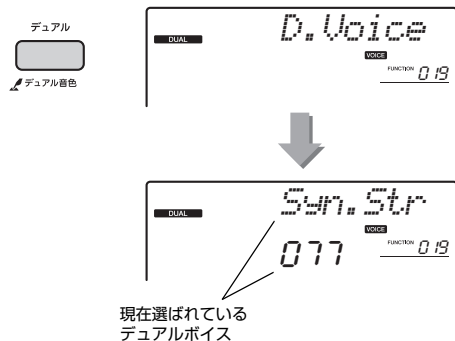 デュアル
デュアル音色
DUAL
D.Voice
VOICE
FUNCTION 019
DUAL
Syn.Str
VOICE
077
FUNCTION 019
現在選ばれている
デュアルボイス